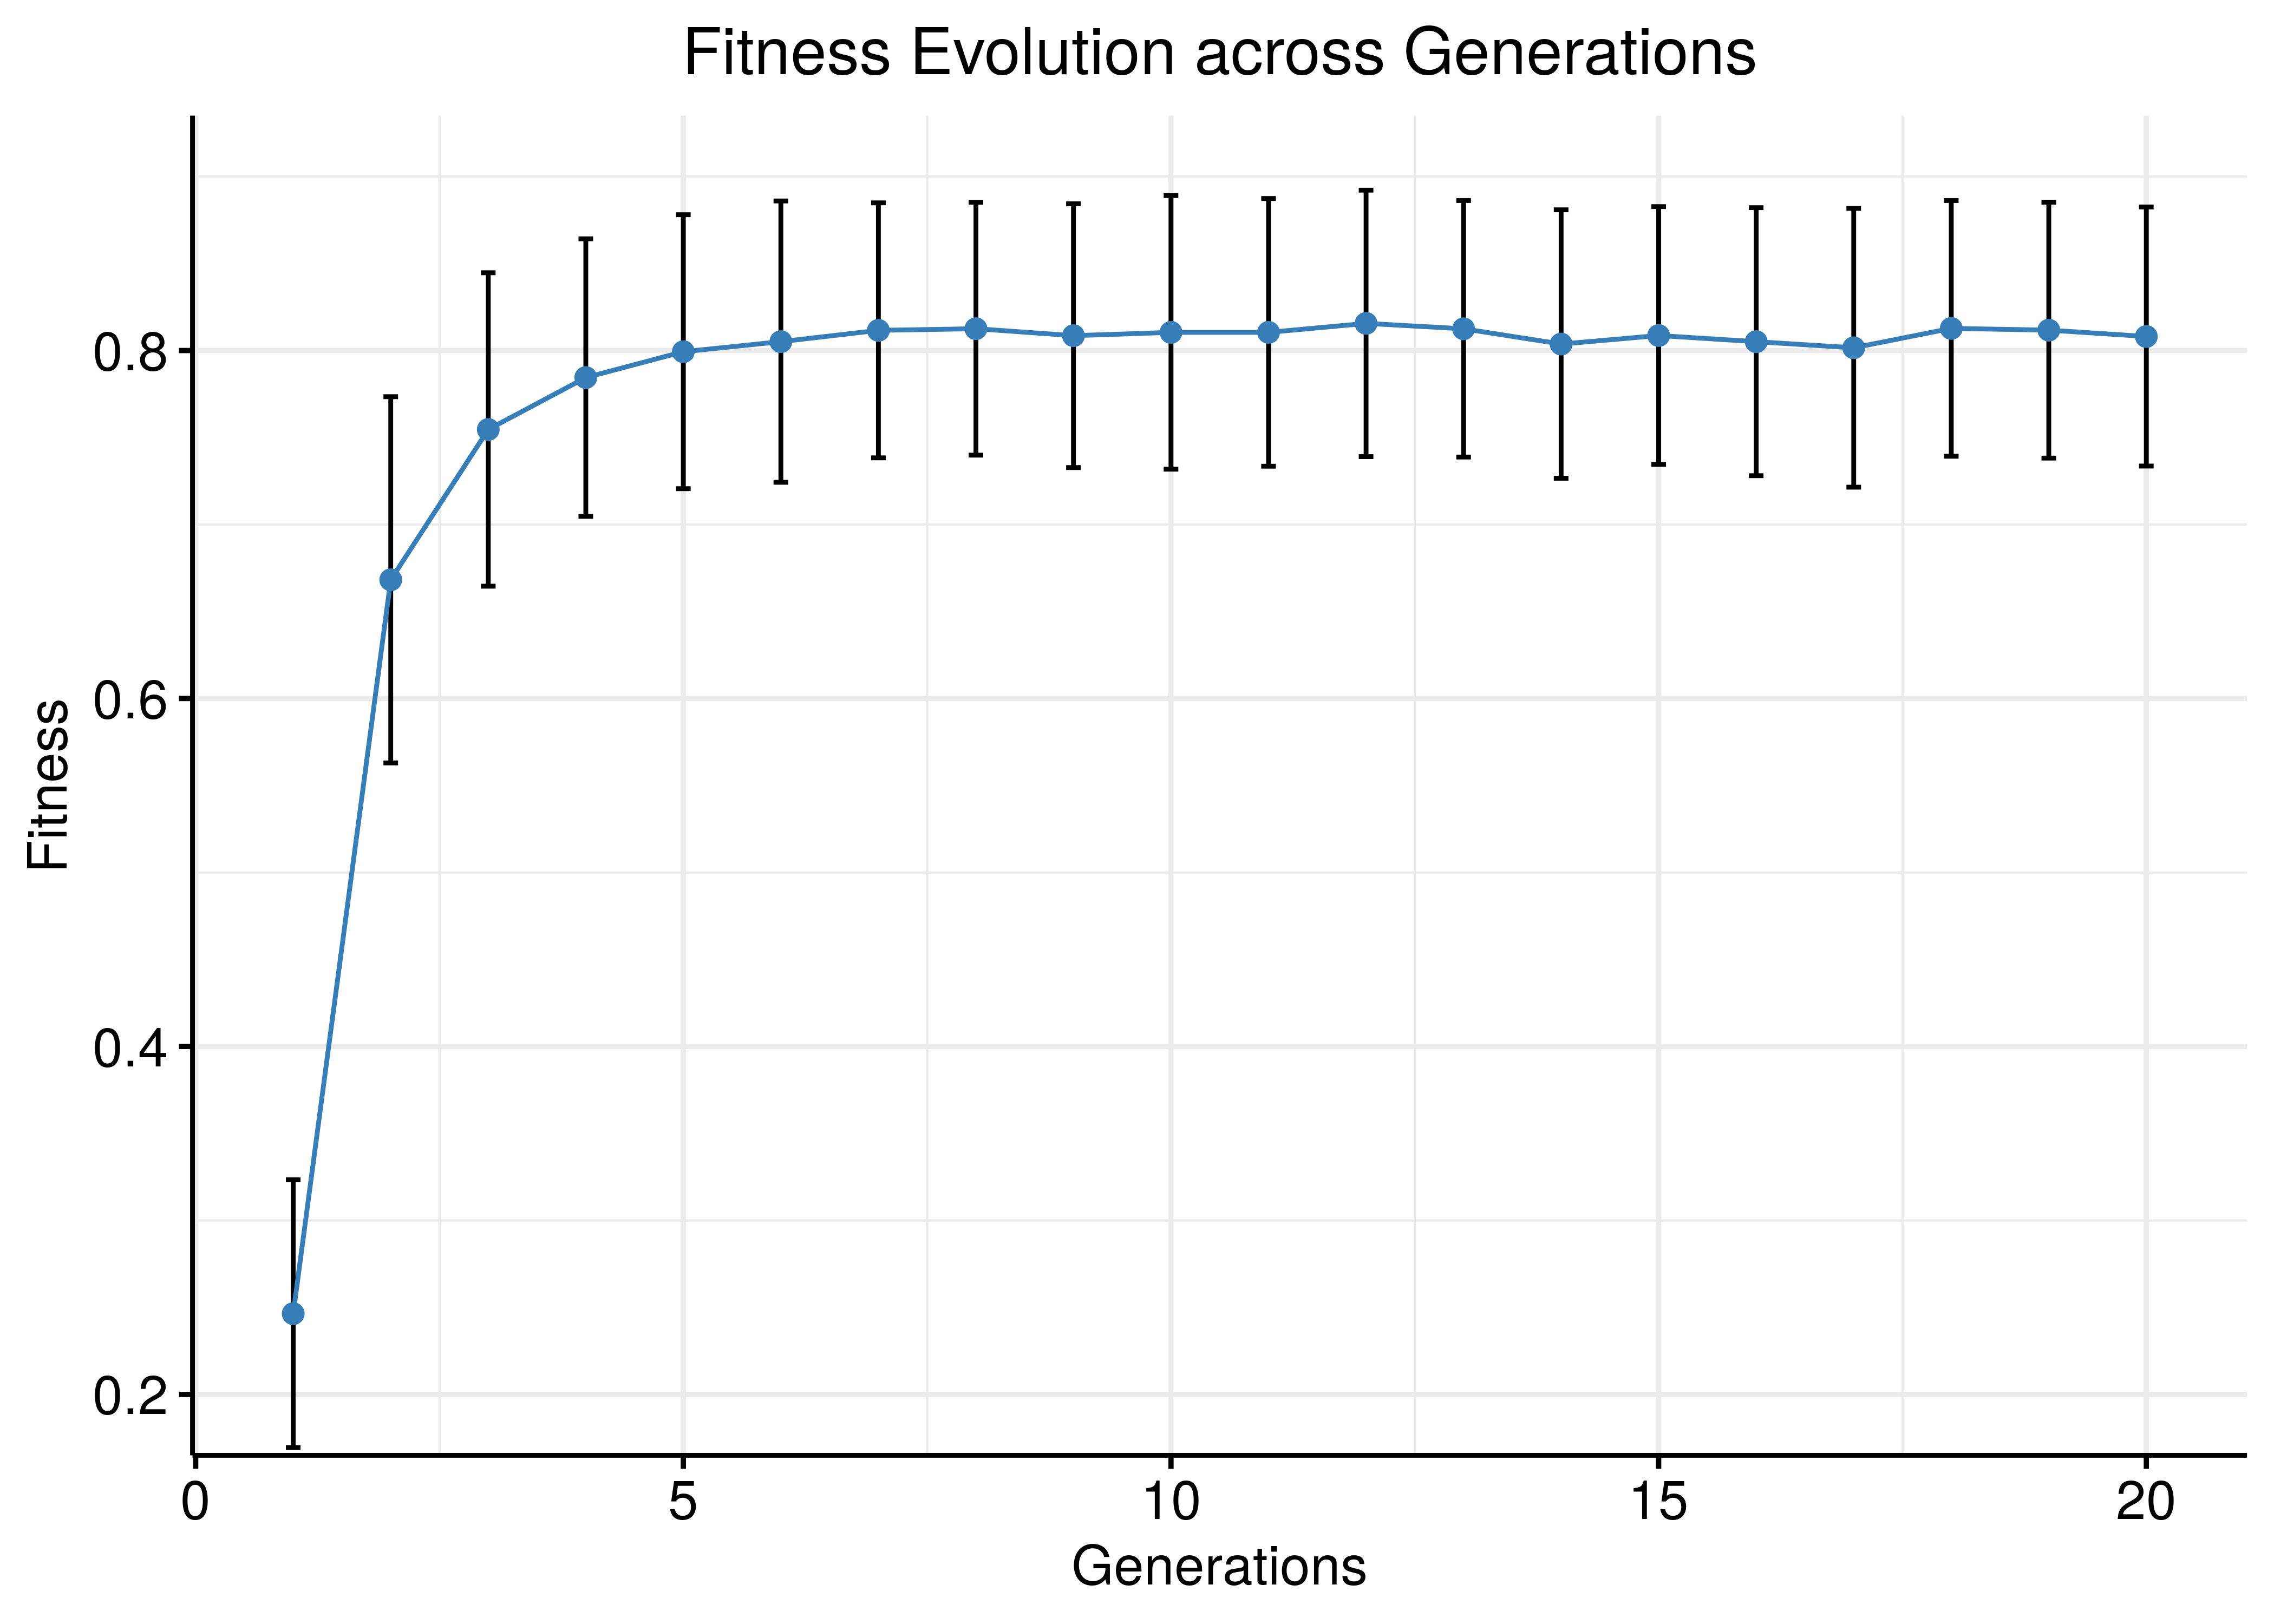 Fitness Evolution across Generations
Fitness
0.8
0.6
0.4
0.2
0 5 10 15 20
Generations